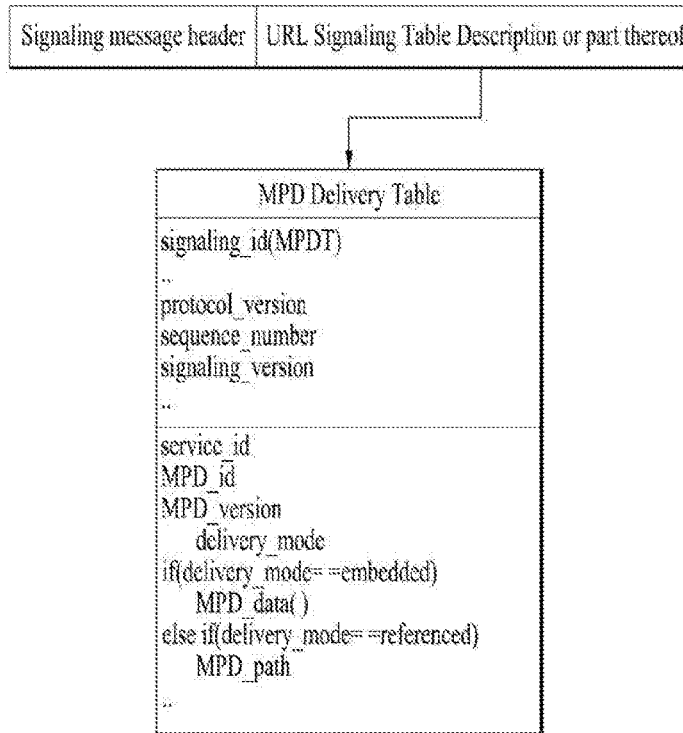 Signaling message header URL Signaling Table Description or part thereof
MPD Delivery Table
signaling_id(MPDT)
..
protocol_version
sequence_number
signaling_version
..
service_id
MPD_id
MPD_version
delivery_mode
if(delivery_mode= =embedded)
MPD_data( )
else if(delivery_mode= =referenced)
MPD_path
..